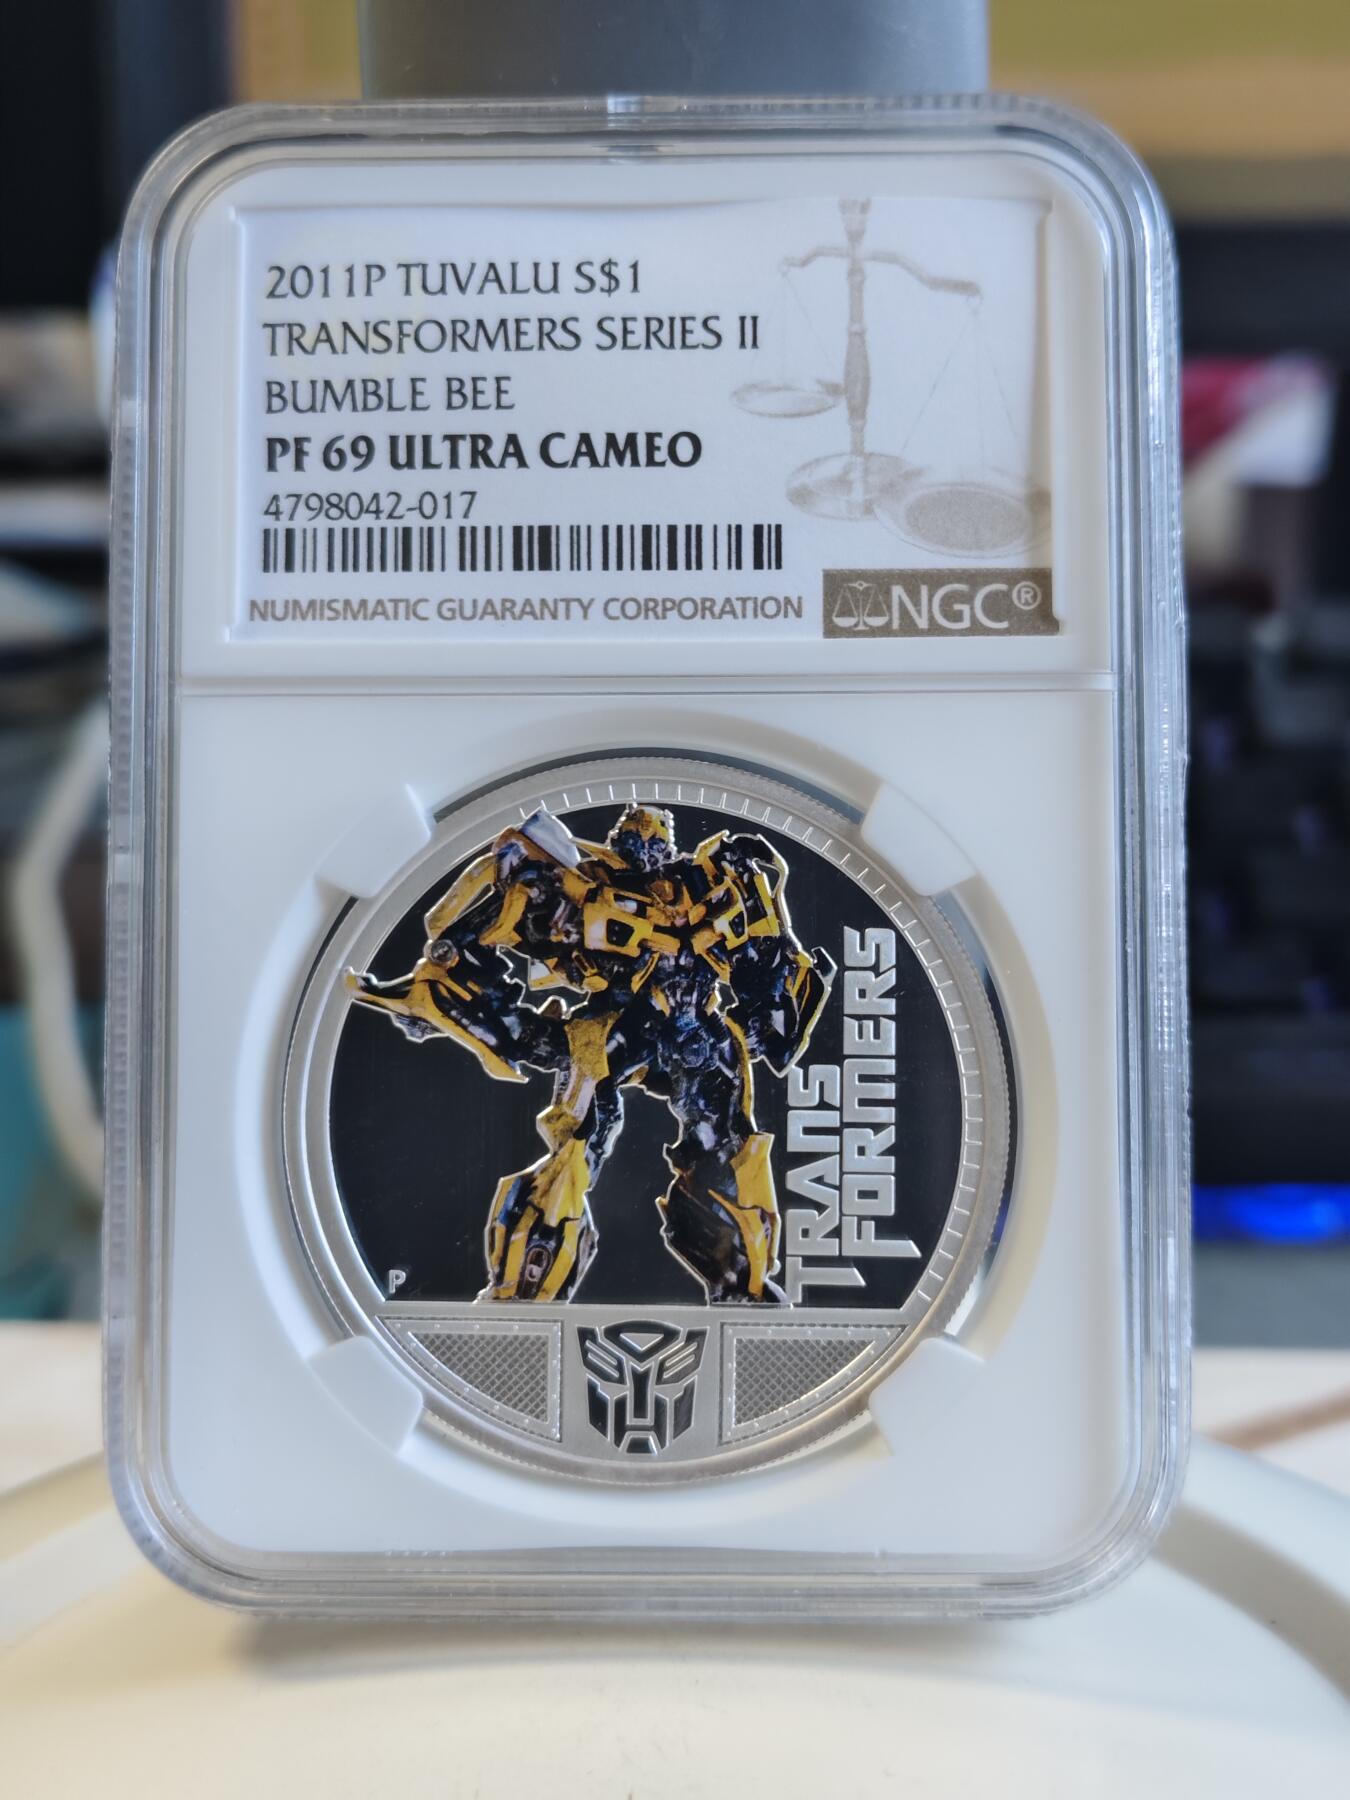 2011P TUVALU S$1
TRANSFORMERS SERIES II
BUMBLE BEE
PF 69 ULTRA CAMEO
4798042-017
NUMISMATIC GUARANTY CORPORATION
NGC®
TRANS
FORMERS
P